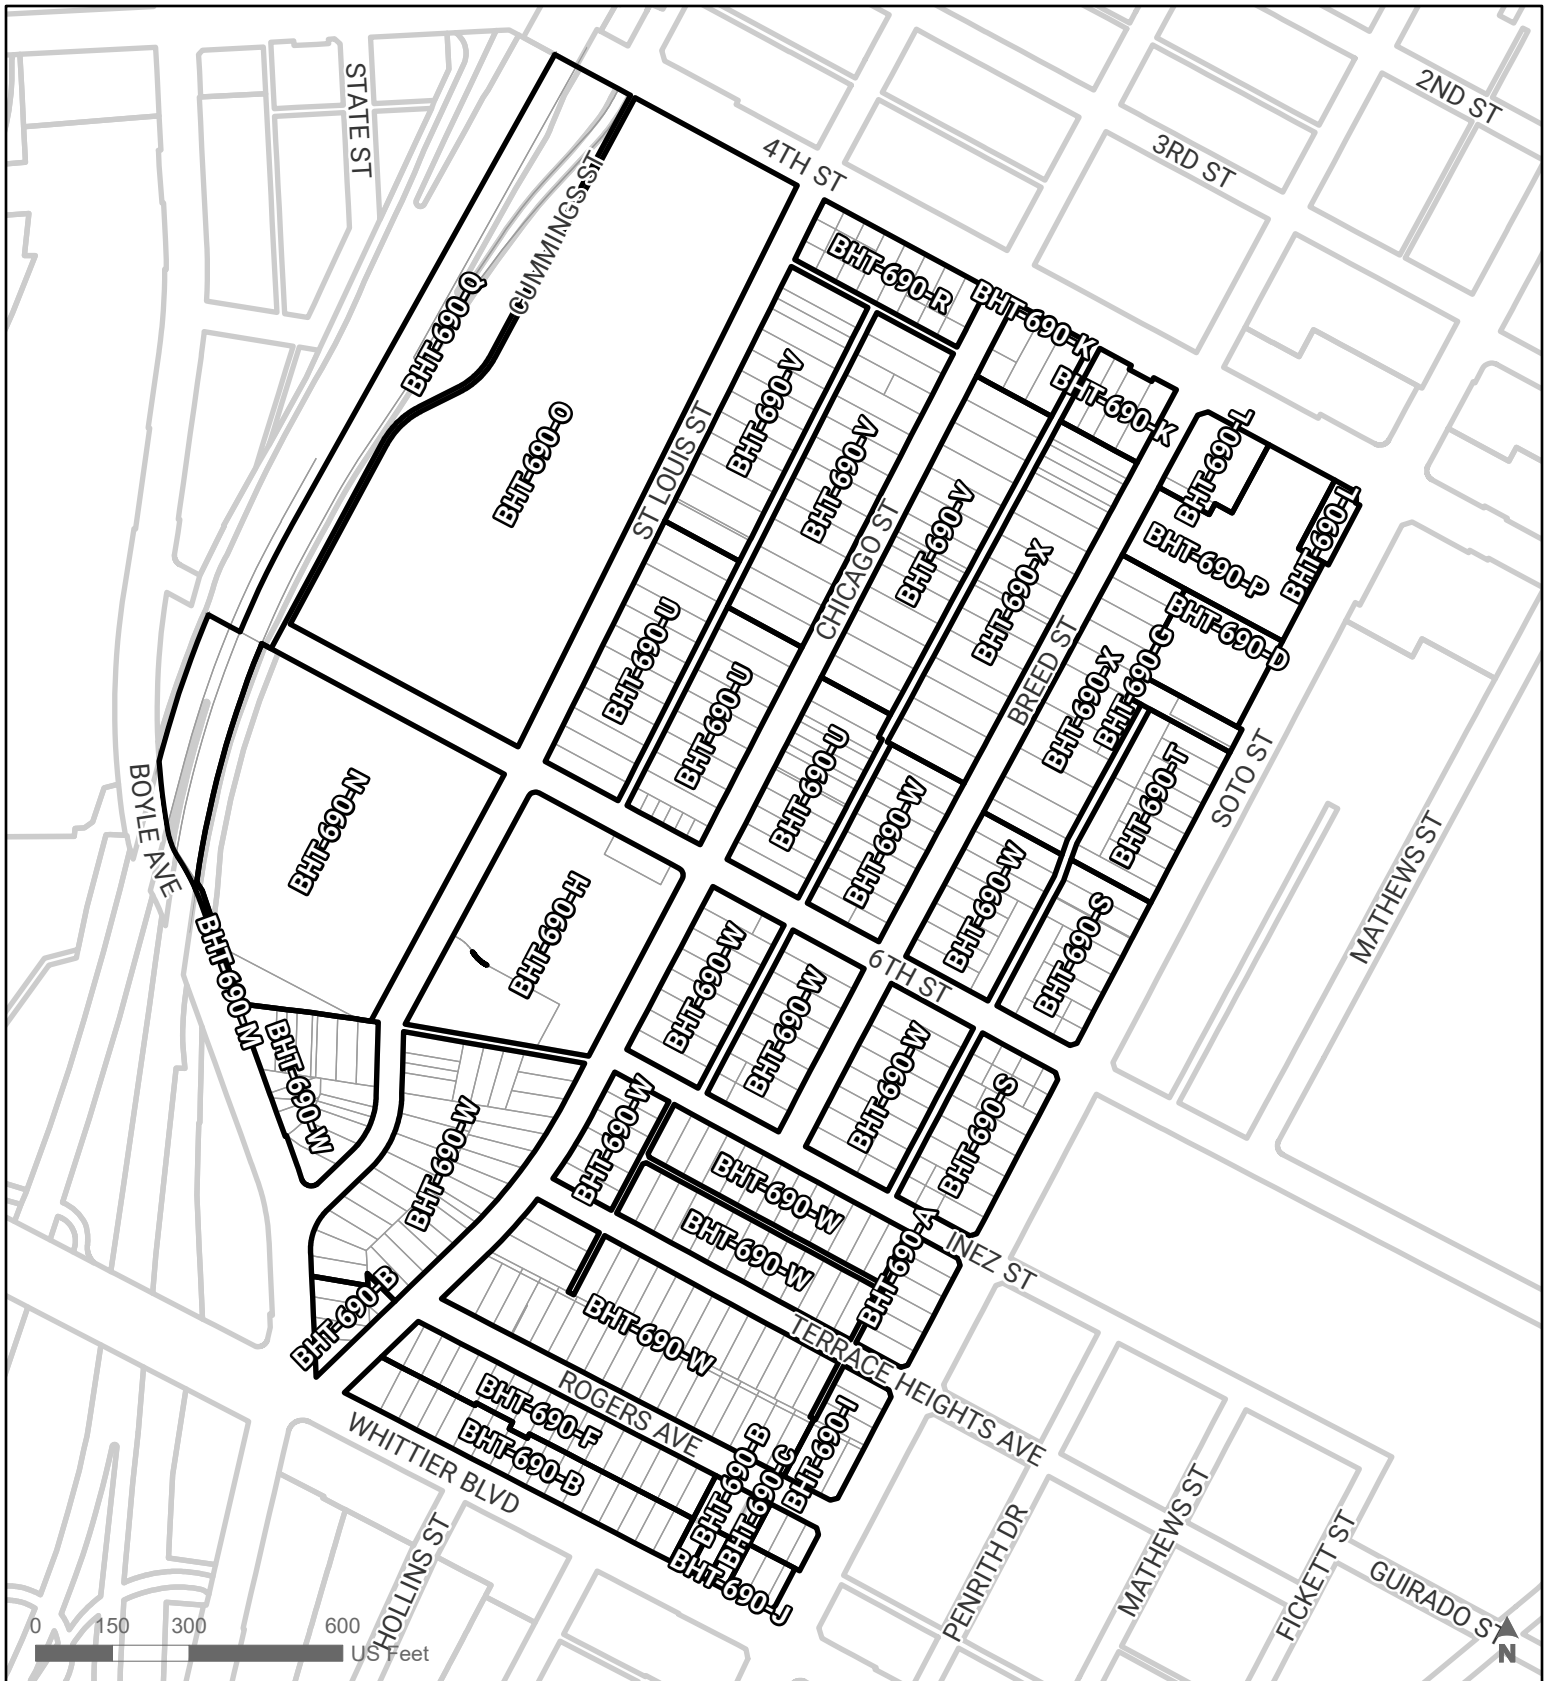 2ND ST
STATE ST
3RD ST
4TH ST
CUMMINGS ST
BHT-690-R
BHT-690-Q
BHT-690-K
BHT-690-K
BHT-690-V
BHT-690-O
BHT-690-V
BHT-690-L
ST LOUIS ST
BHT-690-V
BHT-690-L
BHT-690-P
CHICAGO ST
BHT-690-X
BHT-690-D
BHT-690-U
BREED ST
BHT-690-G
BHT-690-X
BHT-690-U
SOTO ST
BHT-690-U
BHT-690-T
BOYLE AVE
BHT-690-N
BHT-690-W
MATHEWS ST
BHT-690-H
BHT-690-W
BHT-690-S
BHT-690-W
6TH ST
BHT-690-M
BHT-690-W
BHT-690-W
BHT-690-W
BHT-690-W
BHT-690-S
BHT-690-W
BHT-690-W
BHT-690-W
BHT-690-W
BHT-690-A
INEZ ST
BHT-690-B
BHT-690-W
TERRACE HEIGHTS AVE
BHT-690-F
ROGERS AVE
BHT-690-I
BHT-690-B
BHT-690-B
BHT-690-C
WHITTIER BLVD
BHT-690-J
HOLLINS ST
PENRITH DR
MATHEWS ST
FICKETT ST
GUIRADO ST
0 150 300 600
US Feet
N